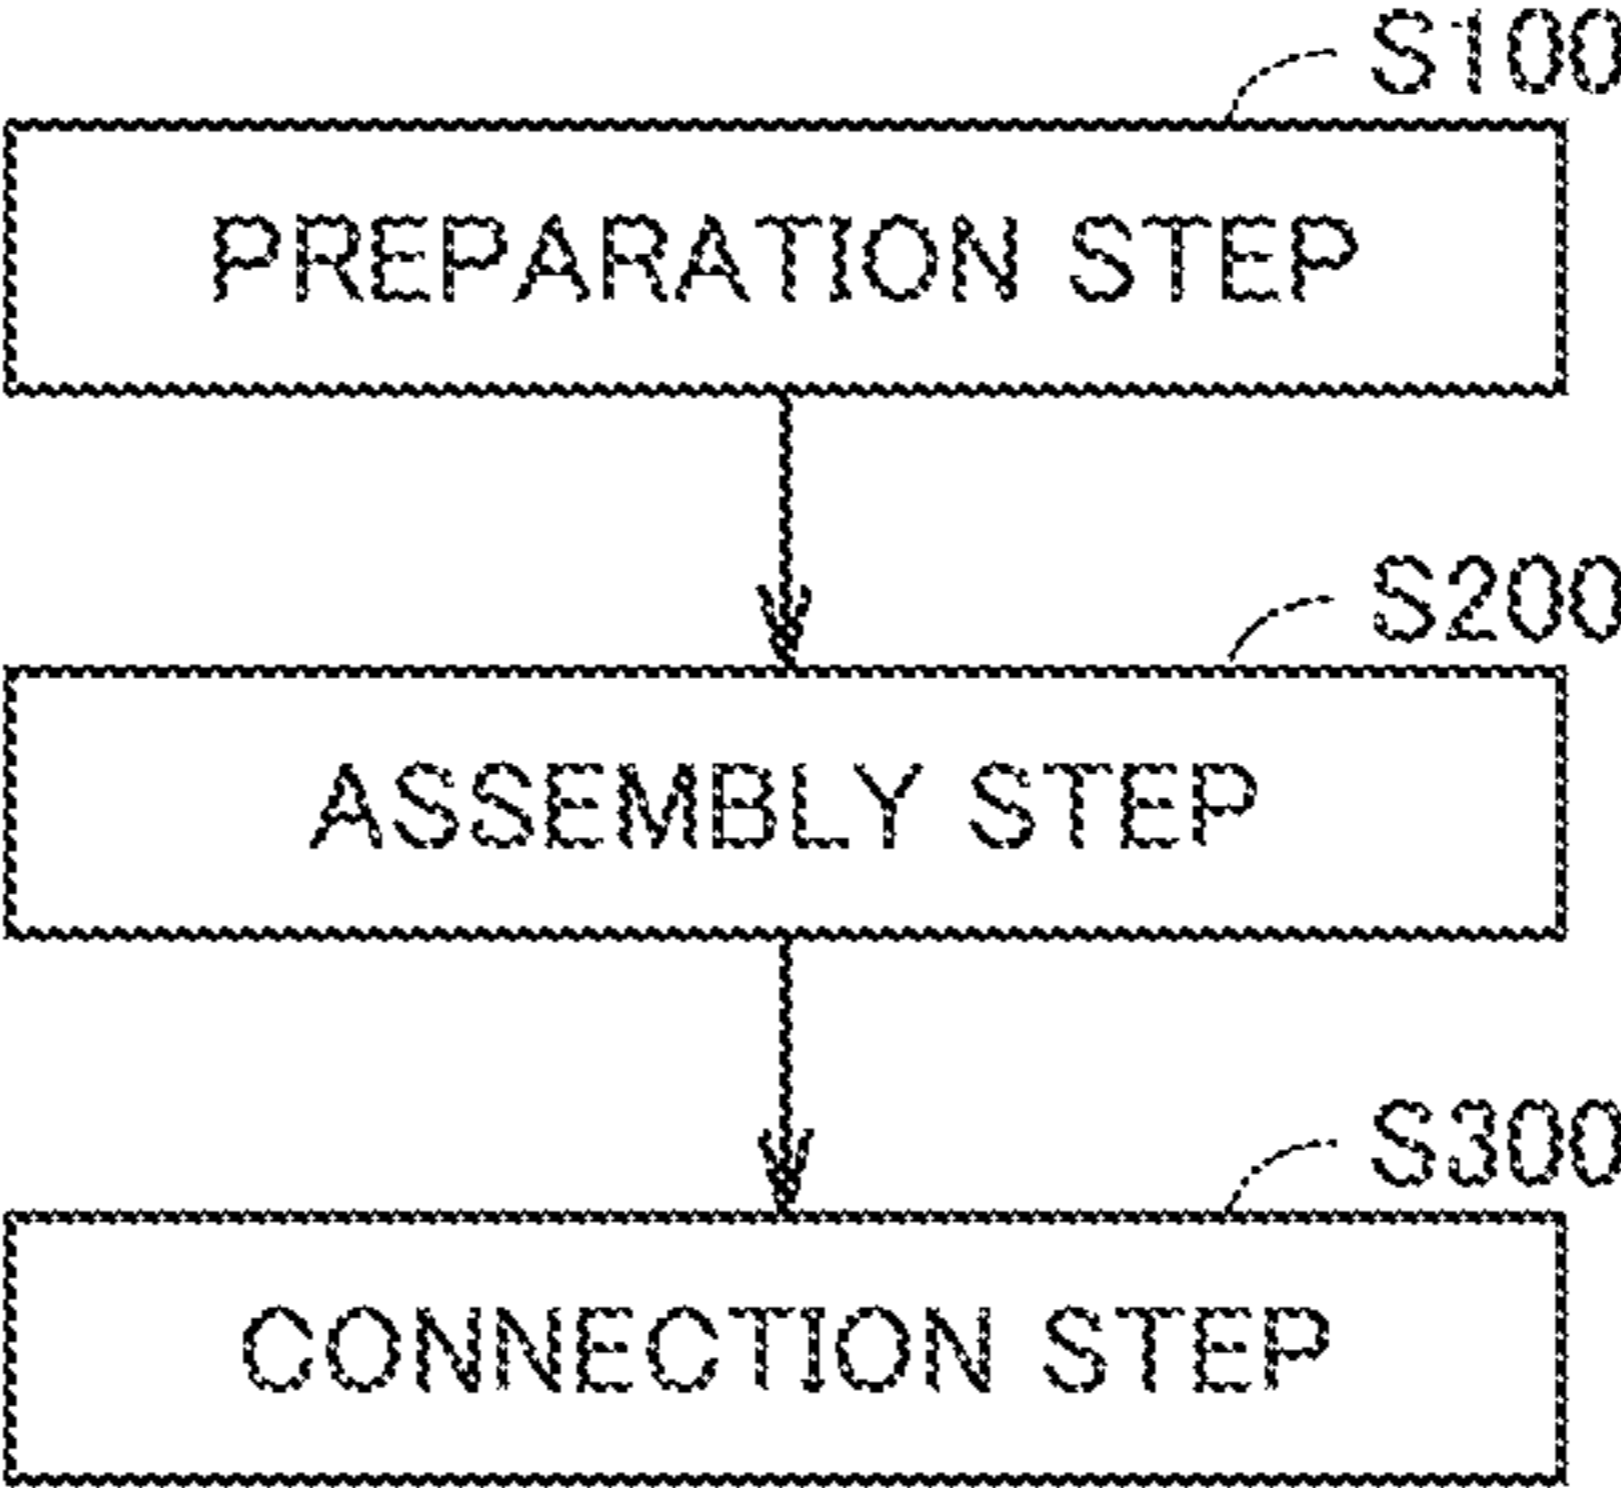 S100
PREPARATION STEP
S200
ASSEMBLY STEP
S300
CONNECTION STEP